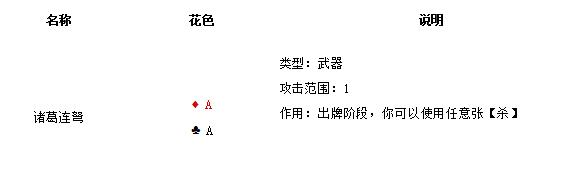 名称 花色 说明
类型：武器
攻击范围：1
♦ A
作用：出牌阶段，你可以使用任意张【杀】
诸葛连弩
♣ A